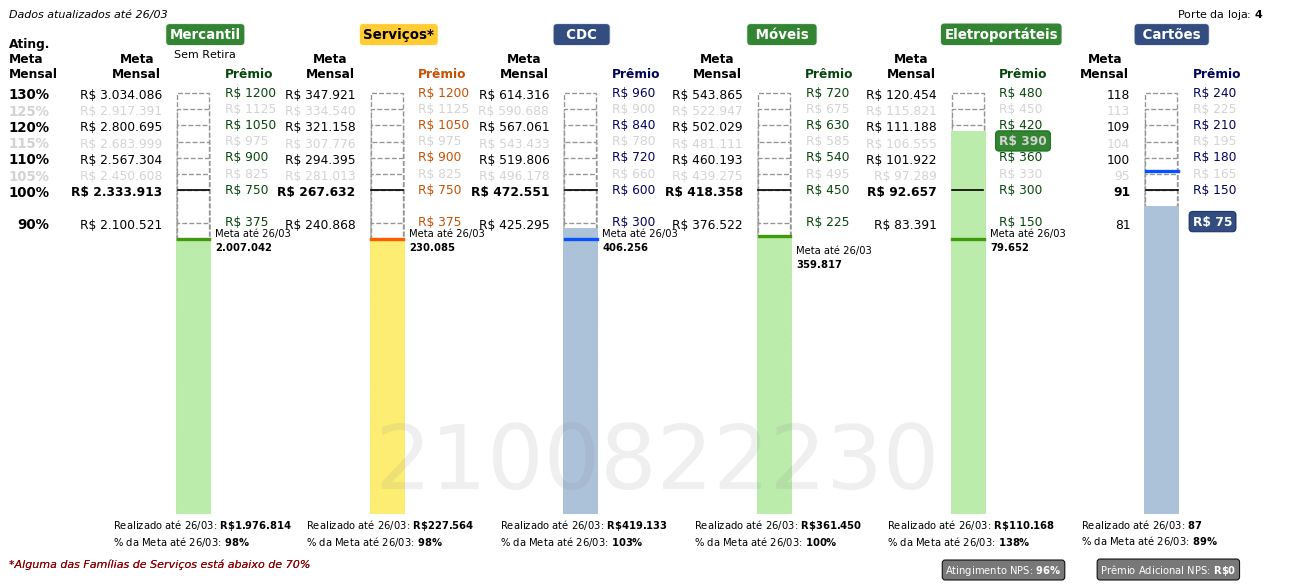 Dados atualizados até 26/03
Porte da loja: 4
Mercantil Serviços* CDC Móveis Eletroportáteis Cartões
Sem Retira
Ating. Meta Mensal
Meta Mensal Prêmio Meta Mensal Prêmio Meta Mensal Prêmio Meta Mensal Prêmio Meta Mensal Prêmio Meta Mensal Prêmio
130% R$ 3.034.086 R$ 1200 R$ 347.921 R$ 1200 R$ 614.316 R$ 960 R$ 543.865 R$ 720 R$ 120.454 R$ 480 118 R$ 240
125% R$ 2.917.391 R$ 1125 R$ 334.540 R$ 1125 R$ 590.688 R$ 900 R$ 522.947 R$ 675 R$ 115.821 R$ 450 113 R$ 225
120% R$ 2.800.695 R$ 1050 R$ 321.158 R$ 1050 R$ 567.061 R$ 840 R$ 502.029 R$ 630 R$ 111.188 R$ 420 109 R$ 210
115% R$ 2.683.999 R$ 975 R$ 307.776 R$ 975 R$ 543.433 R$ 780 R$ 481.111 R$ 585 R$ 106.555 R$ 390 104 R$ 195
110% R$ 2.567.304 R$ 900 R$ 294.395 R$ 900 R$ 519.806 R$ 720 R$ 460.193 R$ 540 R$ 101.922 R$ 360 100 R$ 180
105% R$ 2.450.608 R$ 825 R$ 281.013 R$ 825 R$ 496.178 R$ 660 R$ 439.275 R$ 495 R$ 97.289 R$ 330 95 R$ 165
100% R$ 2.333.913 R$ 750 R$ 267.632 R$ 750 R$ 472.551 R$ 600 R$ 418.358 R$ 450 R$ 92.657 R$ 300 91 R$ 150
90% R$ 2.100.521 R$ 375 R$ 240.868 R$ 375 R$ 425.295 R$ 300 R$ 376.522 R$ 225 R$ 83.391 R$ 150 81 R$ 75
Meta até 26/03 Meta até 26/03 Meta até 26/03 Meta até 26/03
2.007.042 230.085 406.256 79.652
Meta até 26/03
359.817
2100822230
Realizado até 26/03: R$1.976.814 Realizado até 26/03: R$227.564 Realizado até 26/03: R$419.133 Realizado até 26/03: R$361.450 Realizado até 26/03: R$110.168 Realizado até 26/03: 87
% da Meta até 26/03: 98% % da Meta até 26/03: 98% % da Meta até 26/03: 103% % da Meta até 26/03: 100% % da Meta até 26/03: 138% % da Meta até 26/03: 89%
*Alguma das Famílias de Serviços está abaixo de 70%
Atingimento NPS: 96% Prêmio Adicional NPS: R$0